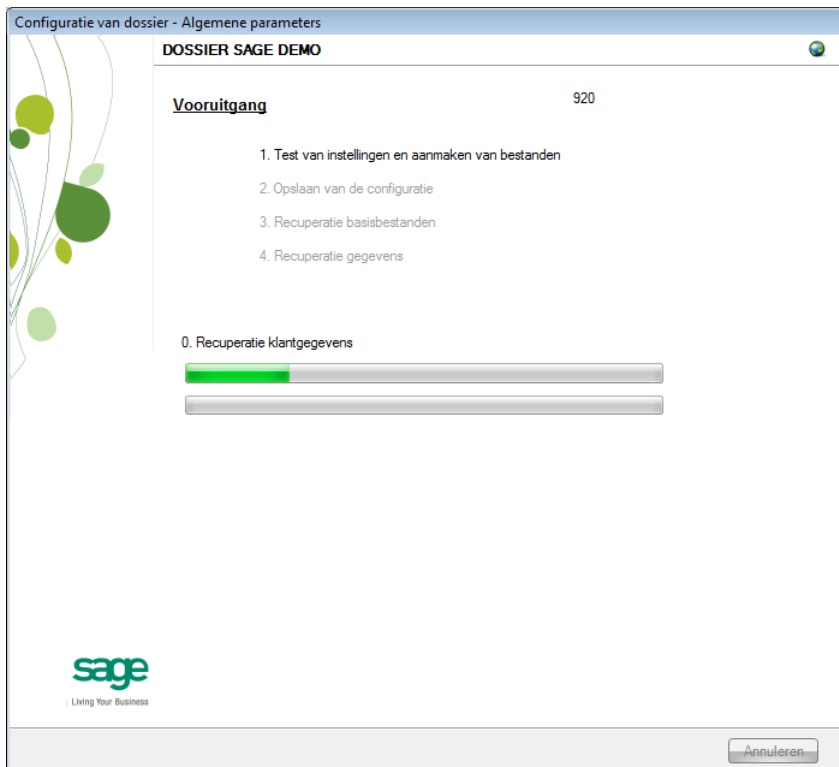 Configuratie van dossier - Algemene parameters
DOSSIER SAGE DEMO
Vooruitgang
920
1. Test van instellingen en aanmaken van bestanden
2. Opslaan van de configuratie
3. Recuperatie basisbestanden
4. Recuperatie gegevens
0. Recuperatie klantgegevens
sage
Living Your Business
Annuleren